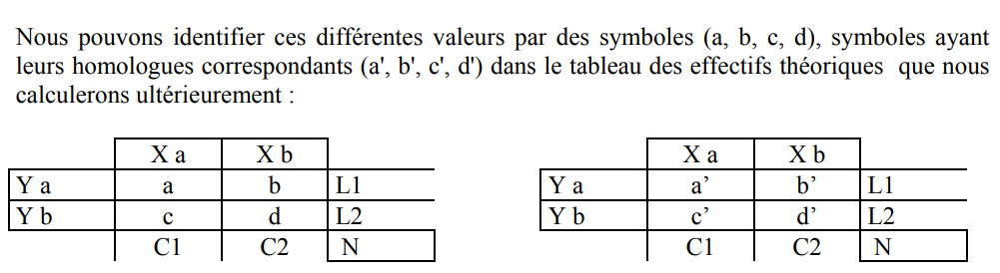 Nous pouvons identifier ces différentes valeurs par des symboles (a, b, c, d), symboles ayant
leurs homologues correspondants (a', b', c', d') dans le tableau des effectifs théoriques que nous
calculerons ultérieurement :
X a X b X a X b
Y a a b L1 Y a a’ b’ L1
Y b c d L2 Y b c’ d’ L2
C1 C2 N C1 C2 N